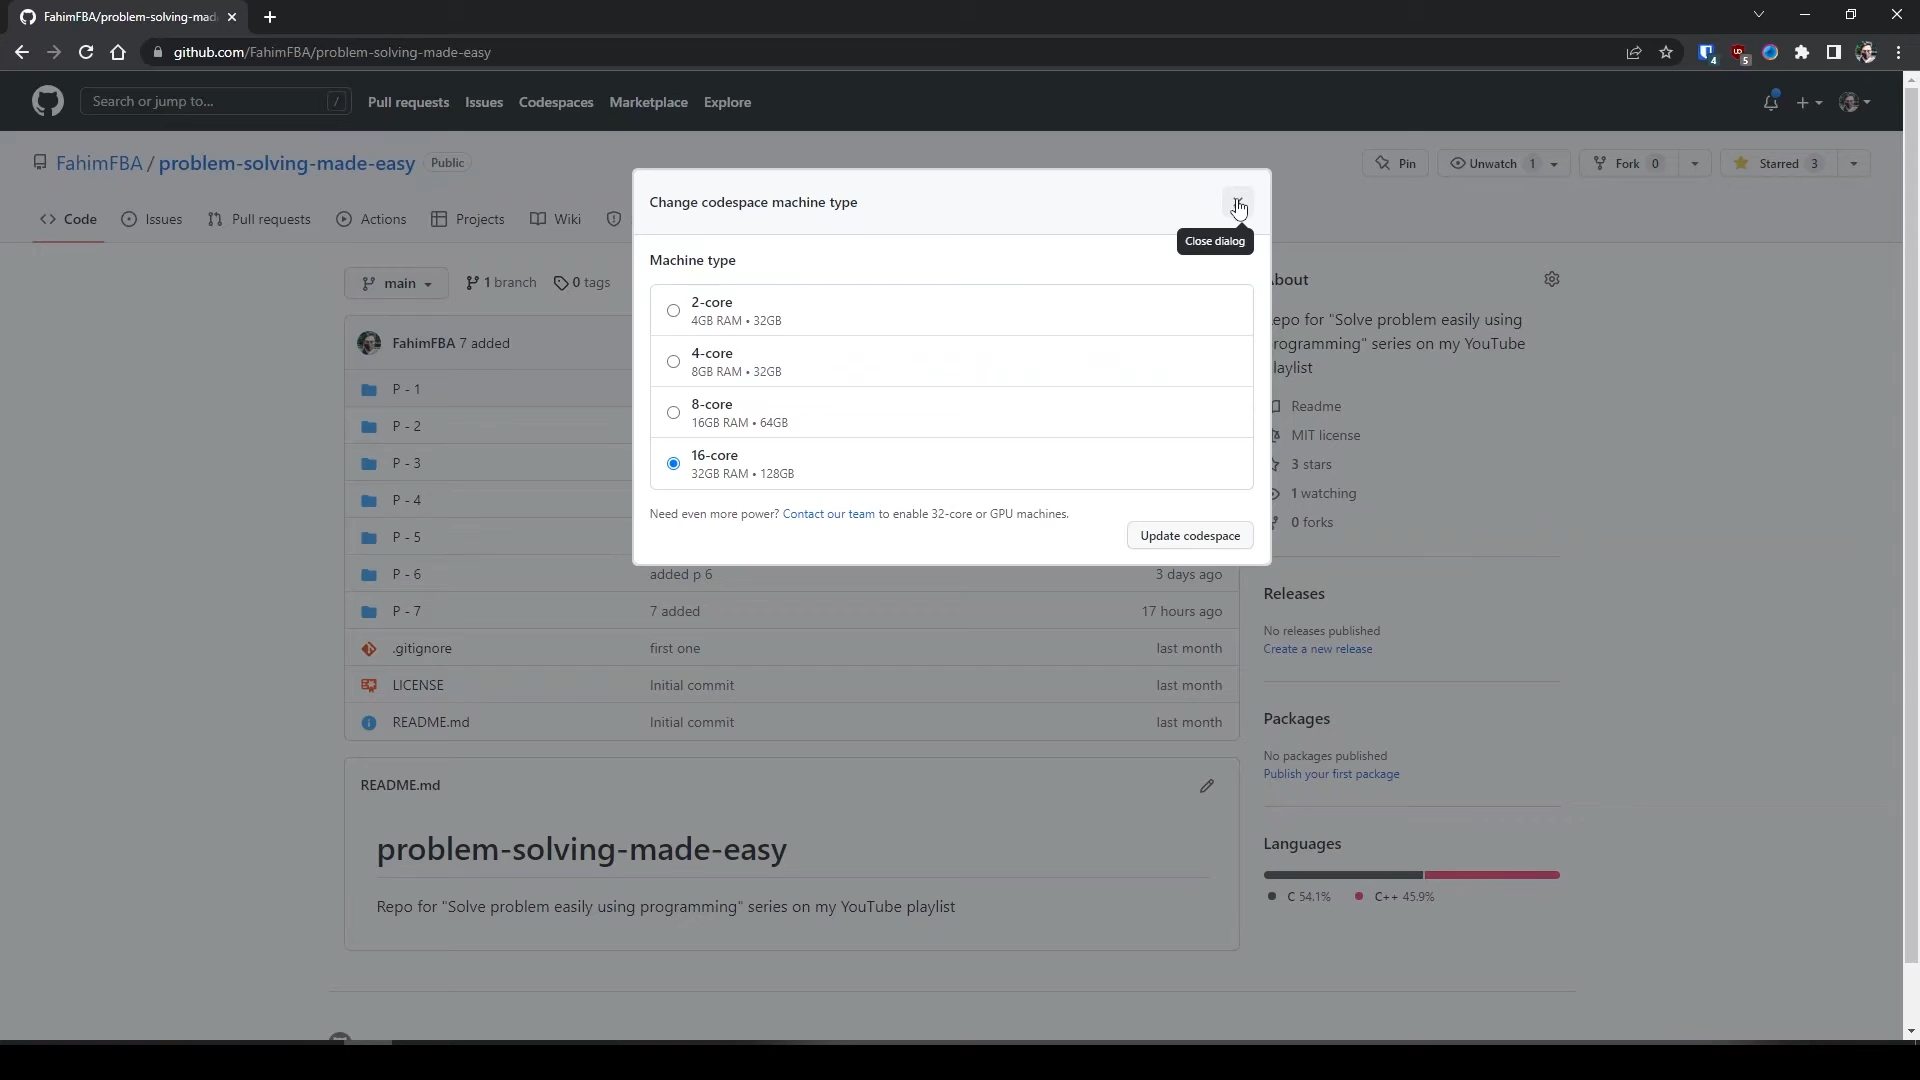 FahimFBA/problem-solving-mad
github.com/FahimFBA/problem-solving-made-easy
4
5
Search or jump to...
/
Pull requests
Issues
Codespaces
Marketplace
Explore
FahimFBA / problem-solving-made-easy
Public
Pin
Unwatch 1
Fork 0
Starred 3
Code
Issues
Pull requests
Actions
Projects
Wiki
Change codespace machine type
Close dialog
Machine type
2-core
4GB RAM • 32GB
4-core
8GB RAM • 32GB
8-core
16GB RAM • 64GB
16-core
32GB RAM • 128GB
Need even more power? Contact our team to enable 32-core or GPU machines.
Update codespace
main
1 branch
0 tags
FahimFBA 7 added
P - 1
P - 2
P - 3
P - 4
P - 5
P - 6 added p 6 3 days ago
P - 7 7 added 17 hours ago
.gitignore first one last month
LICENSE Initial commit last month
README.md Initial commit last month
README.md
problem-solving-made-easy
Repo for "Solve problem easily using programming" series on my YouTube playlist
bout
epo for "Solve problem easily using
rogramming" series on my YouTube
laylist
Readme
MIT license
3 stars
1 watching
0 forks
Releases
No releases published
Create a new release
Packages
No packages published
Publish your first package
Languages
C 54.1%
C++ 45.9%